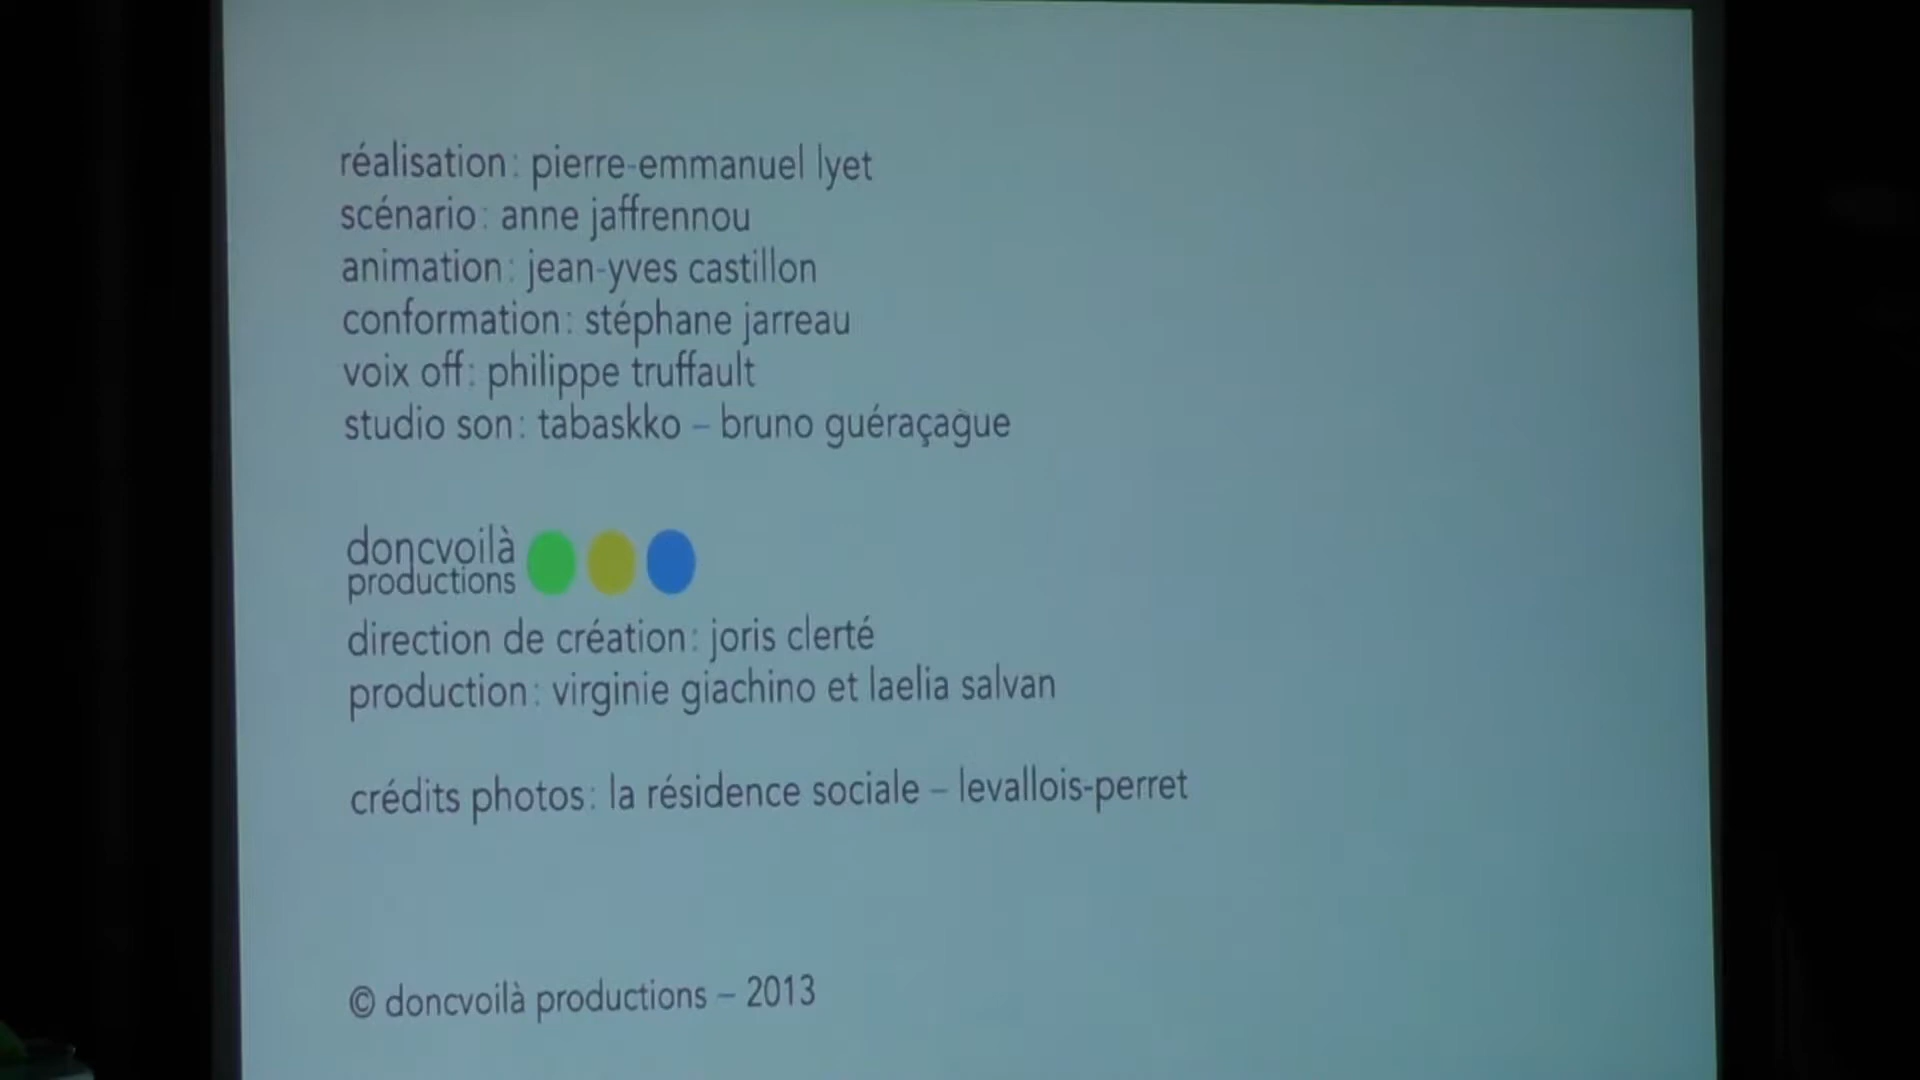 réalisation : pierre-emmanuel lyet
scénario : anne jaffrennou
animation : jean-yves castillon
conformation : stéphane jarreau
voix off : philippe truffault
studio son : tabaskko – bruno guéraçague
doncvoilà
productions
direction de création : joris clerté
production : virginie giachino et laelia salvan
crédits photos : la résidence sociale – levallois-perret
© doncvoilà productions – 2013